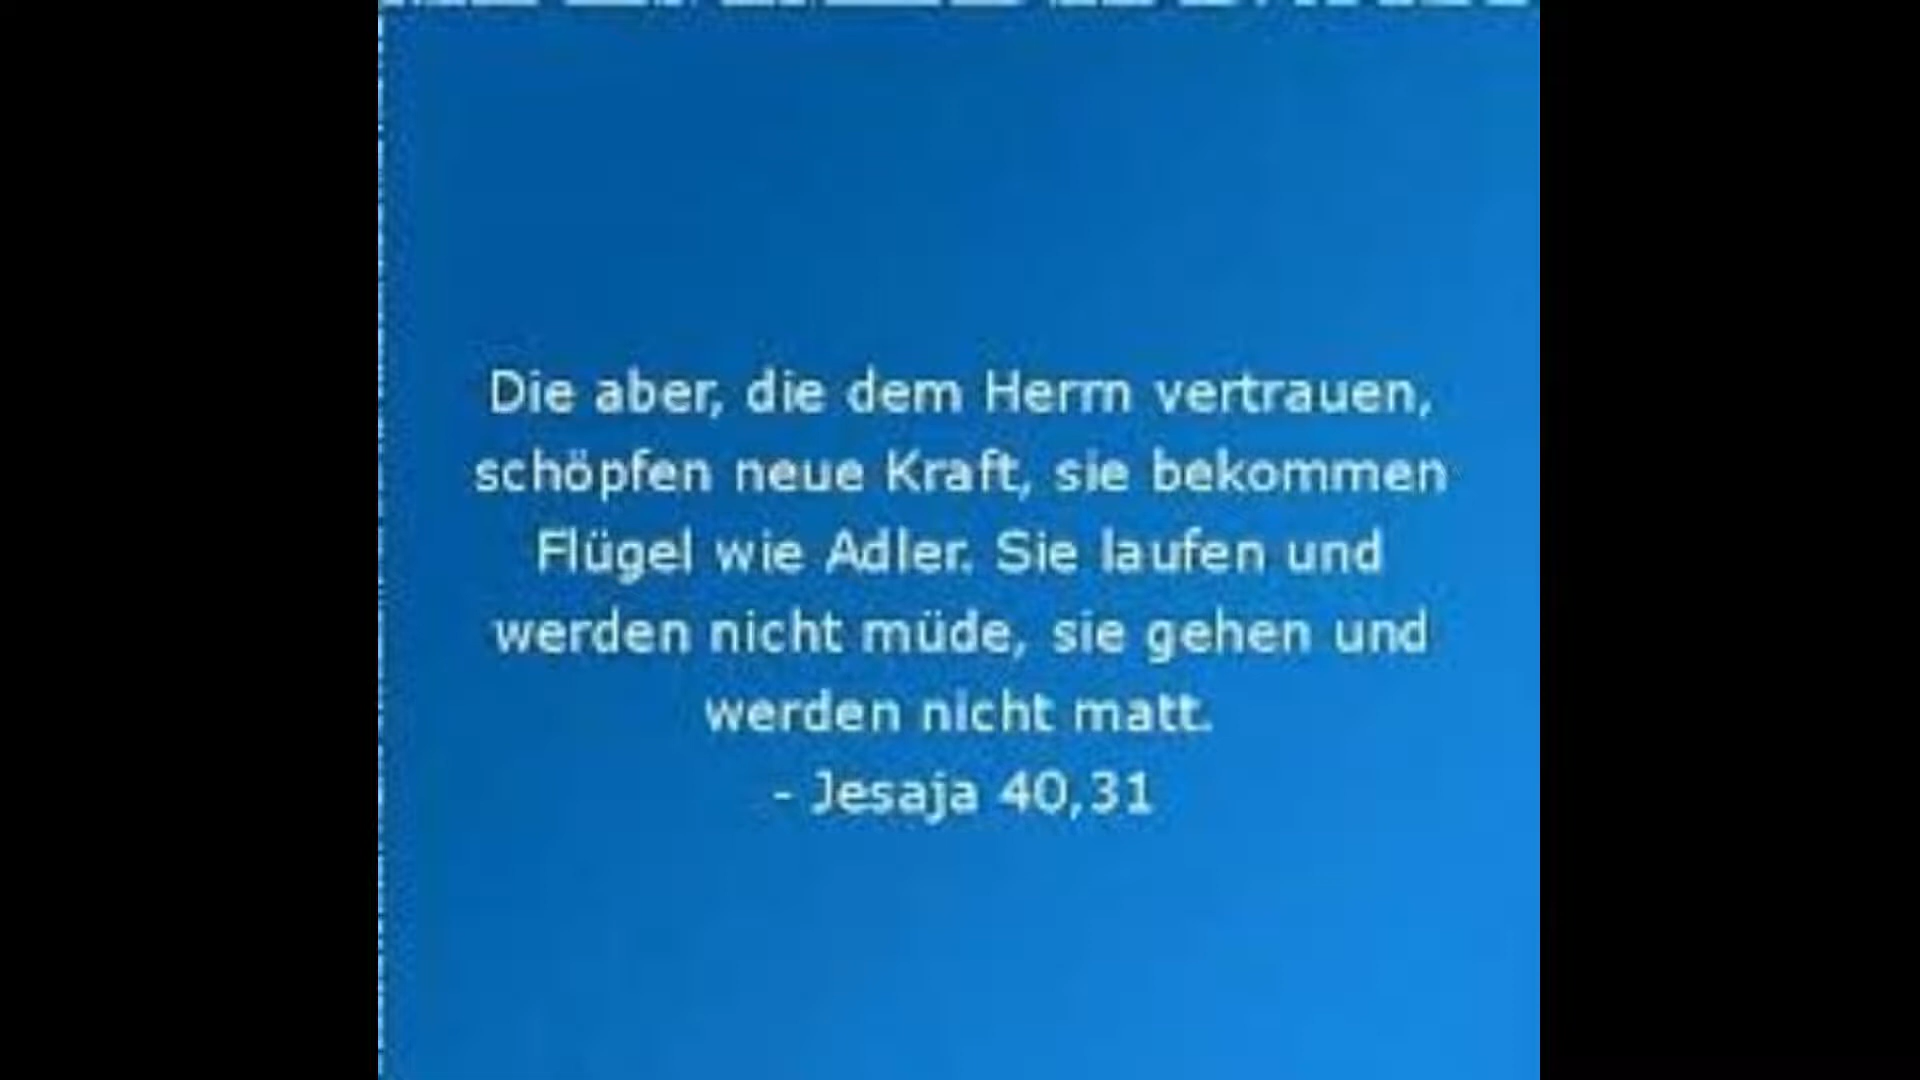 Die aber, die dem Herrn vertrauen,
schöpfen neue Kraft, sie bekommen
Flügel wie Adler. Sie laufen und
werden nicht müde, sie gehen und
werden nicht matt.
- Jesaja 40,31